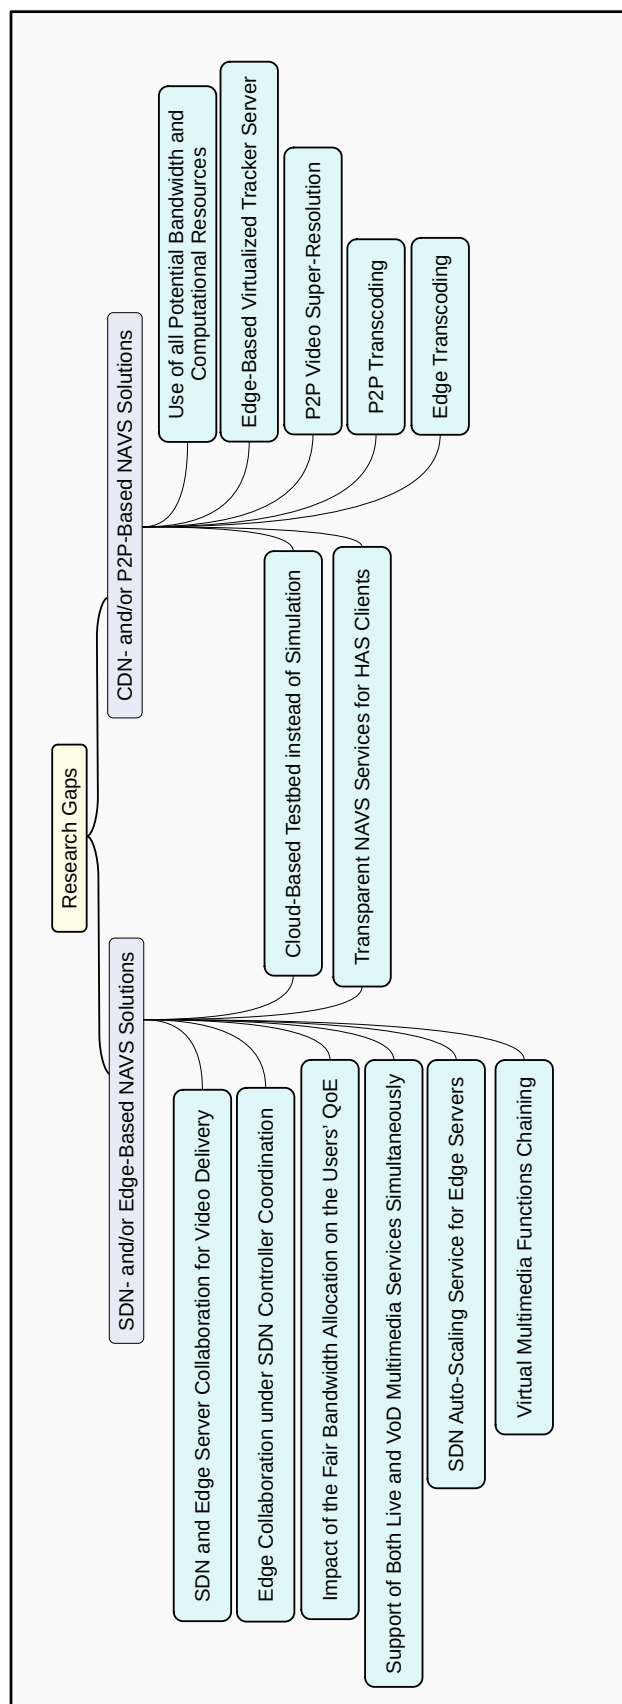 Research Gaps
SDN- and/or Edge-Based NAVS Solutions
CDN- and/or P2P-Based NAVS Solutions
SDN and Edge Server Collaboration for Video Delivery
Edge Collaboration under SDN Controller Coordination
Impact of the Fair Bandwidth Allocation on the Users' QoE
Support of Both Live and VoD Multimedia Services Simultaneously
SDN Auto-Scaling Service for Edge Servers
Virtual Multimedia Functions Chaining
Cloud-Based Testbed instead of Simulation
Transparent NAVS Services for HAS Clients
Use of all Potential Bandwidth and
Computational Resources
Edge-Based Virtualized Tracker Server
P2P Video Super-Resolution
P2P Transcoding
Edge Transcoding